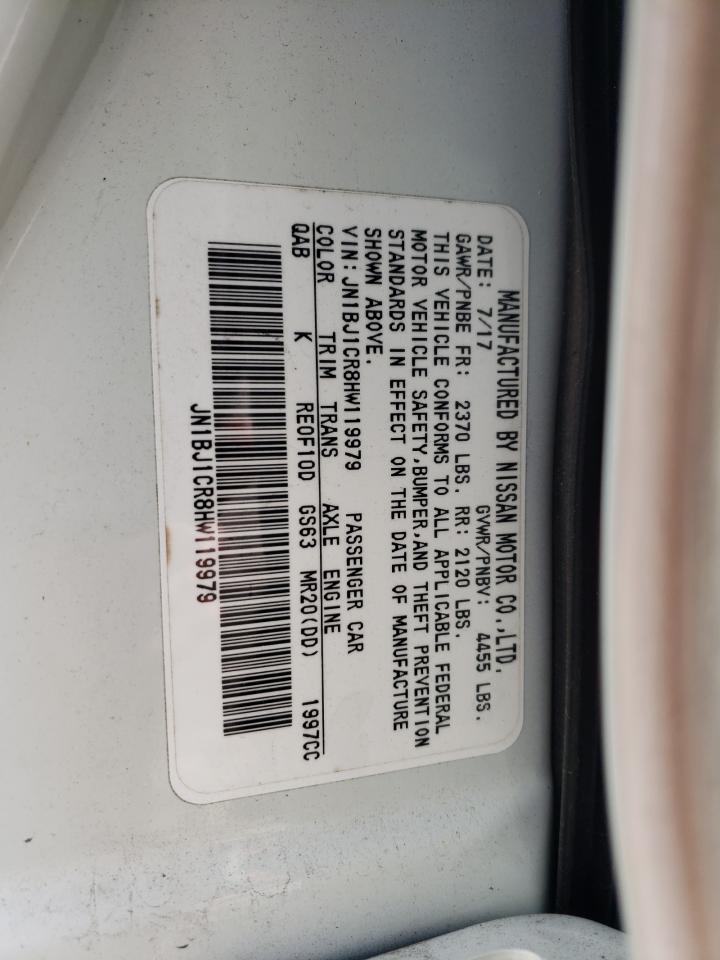 MANUFACTURED BY NISSAN MOTOR CO.,LTD.
DATE: 7/17 GVWR/PNBV: 4455 LBS.
GAWR/PNBE FR: 2370 LBS. RR: 2120 LBS.
THIS VEHICLE CONFORMS TO ALL APPLICABLE FEDERAL
MOTOR VEHICLE SAFETY,BUMPER,AND THEFT PREVENTION
STANDARDS IN EFFECT ON THE DATE OF MANUFACTURE
SHOWN ABOVE.
VIN:JN1BJ1CR8HW119979 PASSENGER CAR
COLOR TRIM TRANS AXLE ENGINE
QAB K RE0F10D GS63 MR20(DD) 1997CC
JN1BJ1CR8HW119979